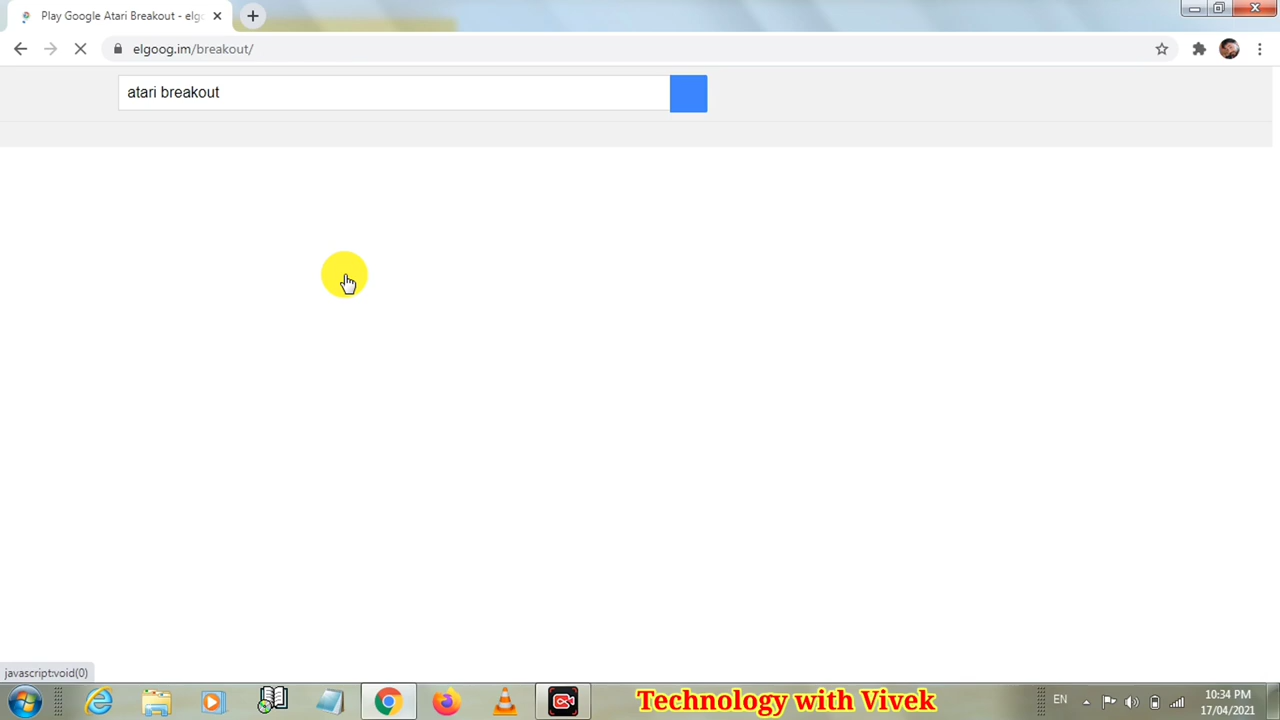 Play Google Atari Breakout - elgo
elgoog.im/breakout/
atari breakout
javascript:void(0)
Technology with Vivek
EN
10:34 PM
17/04/2021